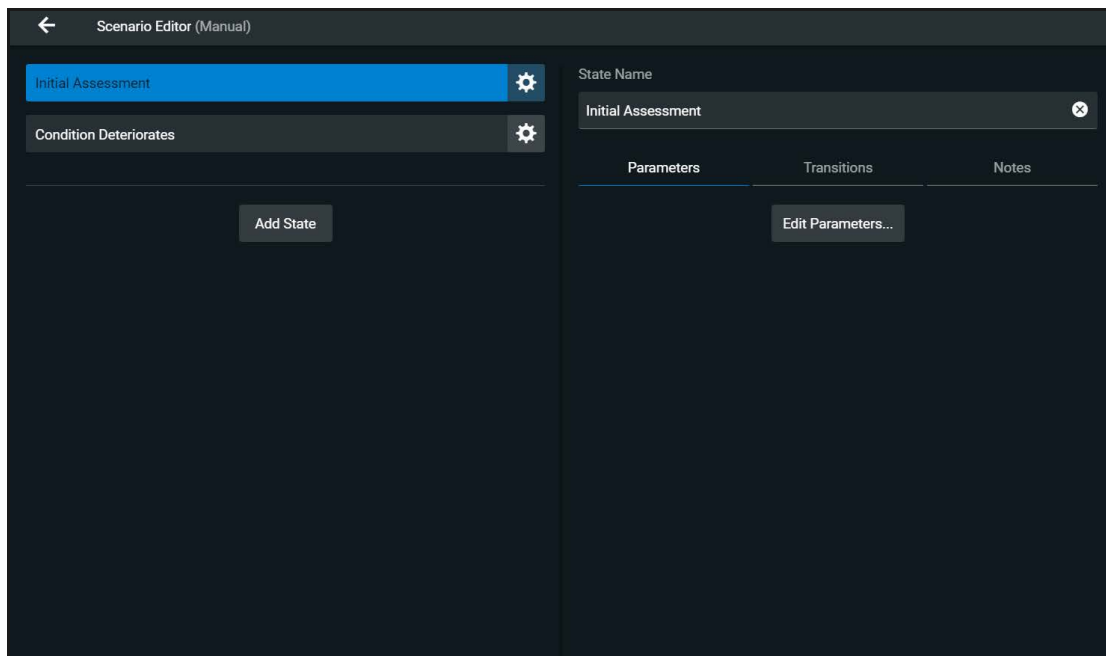 Scenario Editor (Manual)
Initial Assessment
Condition Deteriorates
Add State
State Name
Initial Assessment
Parameters Transitions Notes
Edit Parameters...